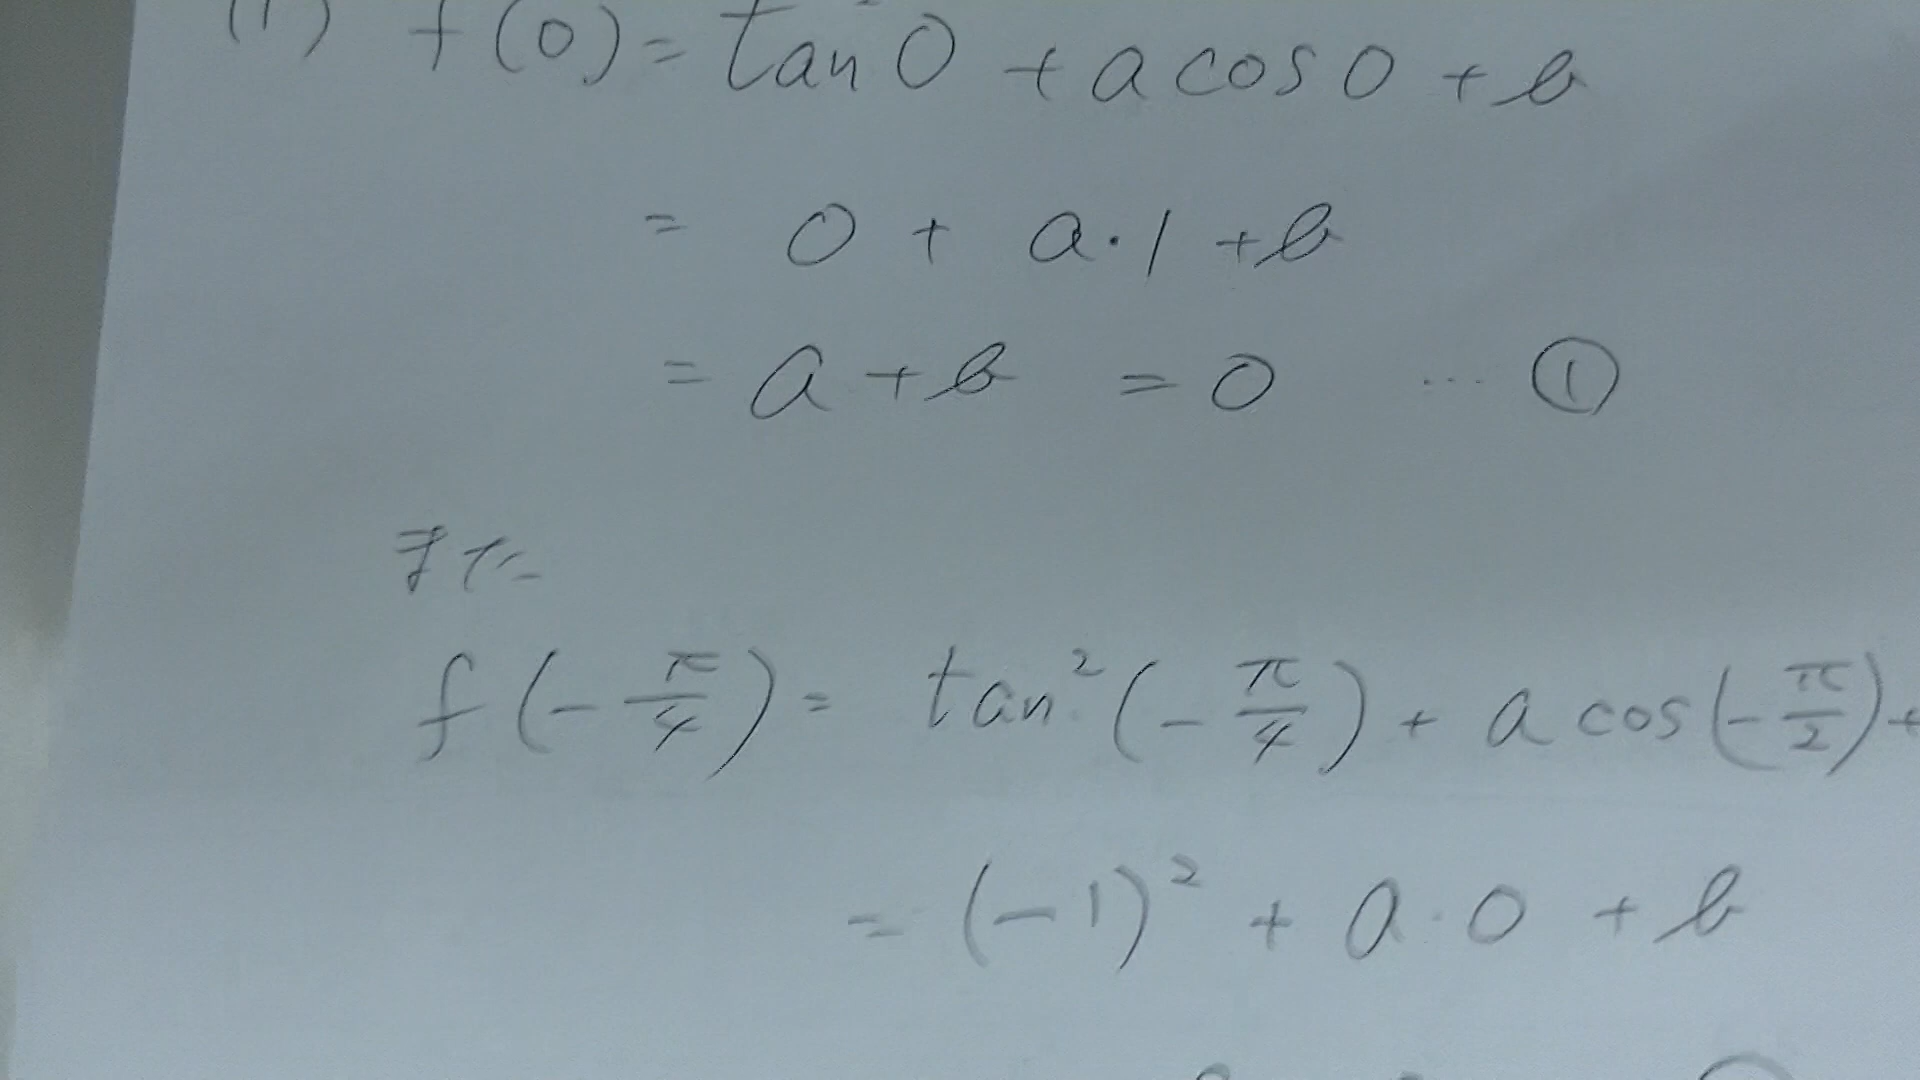 (1) f(0) = tan² 0 + a cos 0 + b
= 0 + a・1 + b
= a + b = 0 … ①
また
f(-π/4) = tan²(-π/4) + a cos(-π/2) +
= (-1)² + a・0 + b